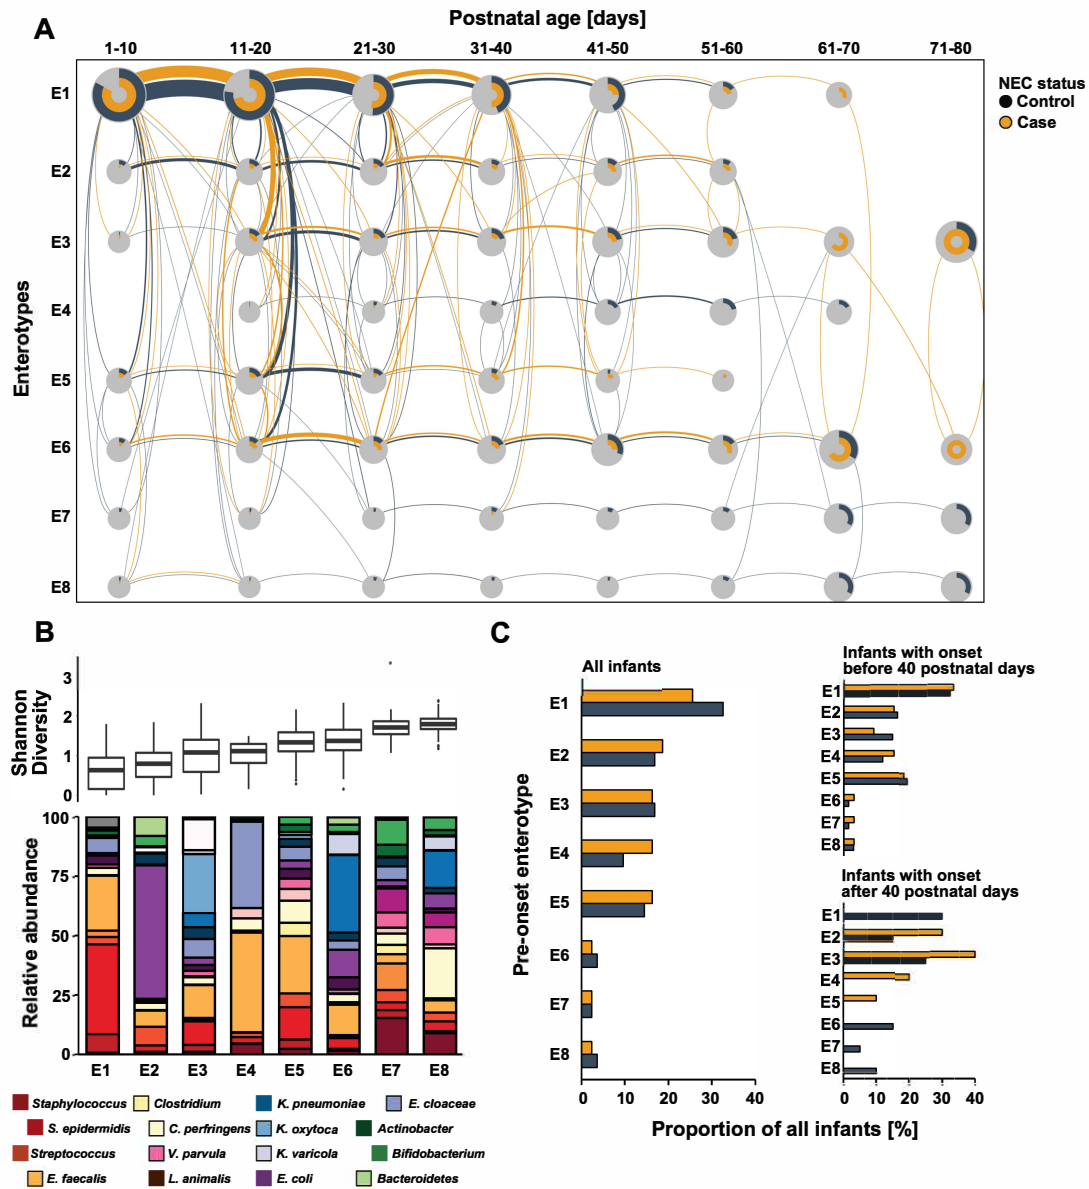 A
Postnatal age [days]
1-10 11-20 21-30 31-40 41-50 51-60 61-70 71-80
NEC status
Control
Case
Enterotypes
E1
E2
E3
E4
E5
E6
E7
E8
B
Shannon
Diversity
3
2
1
0
Relative abundance
100
75
50
25
0
E1 E2 E3 E4 E5 E6 E7 E8
Staphylococcus Clostridium K. pneumoniae E. cloaceae
S. epidermidis C. perfringens K. oxytoca Actinobacter
Streptococcus V. parvula K. varicola Bifidobacterium
E. faecalis L. animalis E. coli Bacteroidetes
C
All infants
Pre-onset enterotype
E1
E2
E3
E4
E5
E6
E7
E8
0 10 20 30 40
Infants with onset
before 40 postnatal days
E1
E2
E3
E4
E5
E6
E7
E8
Infants with onset
after 40 postnatal days
E1
E2
E3
E4
E5
E6
E7
E8
0 10 20 30 40
Proportion of all infants [%]